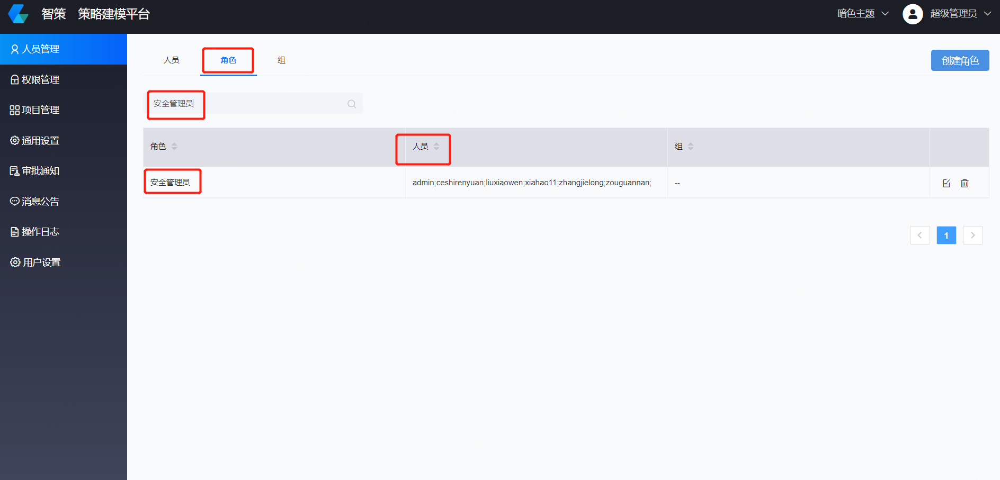 智策 策略建模平台
暗色主题
超级管理员
人员管理
权限管理
项目管理
通用设置
审批通知
消息公告
操作日志
用户设置
人员 角色 组
创建角色
安全管理员
角色 人员 组
安全管理员 admin;ceshirenyuan;liuxiaowen;xiahao11;zhangjielong;zouguannan; --
1